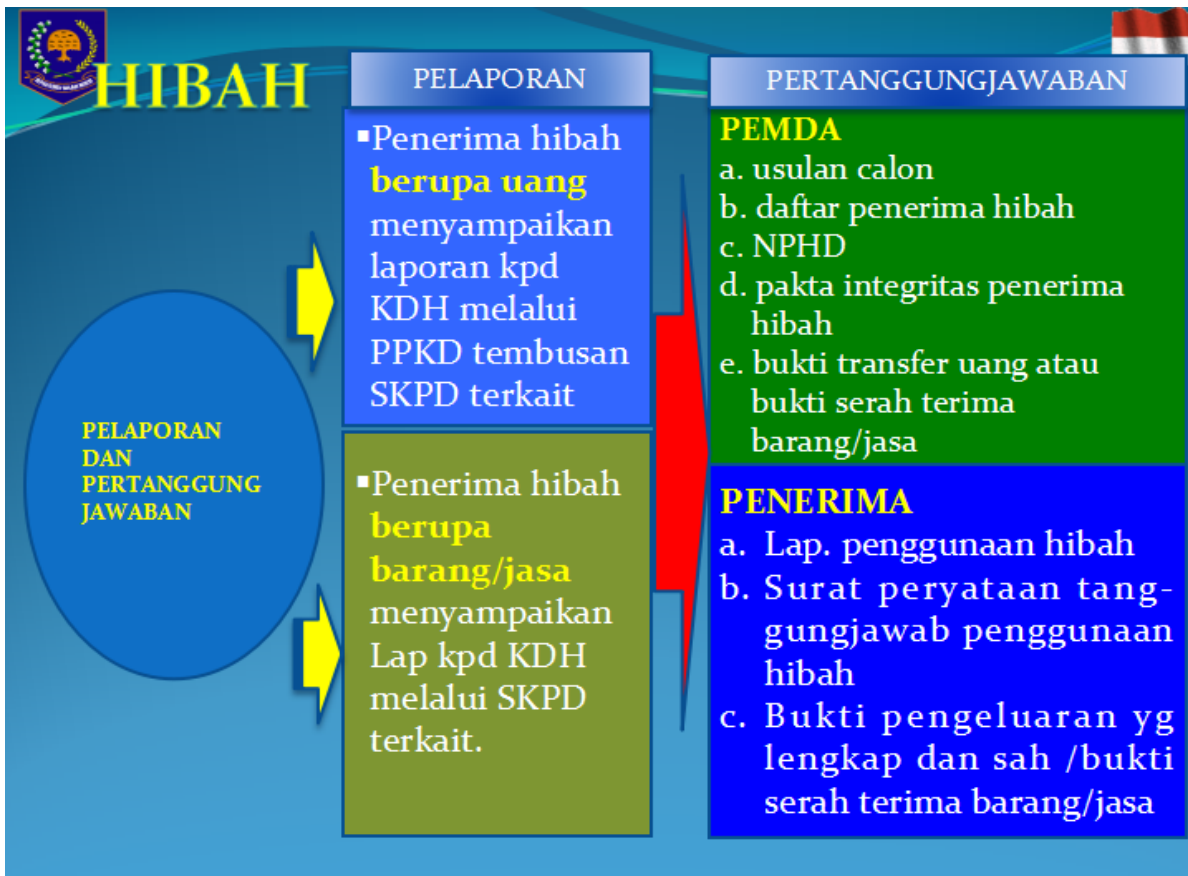 HIBAH
PELAPORAN
DAN
PERTANGGUNG
JAWABAN
PELAPORAN
▪Penerima hibah
berupa uang
menyampaikan
laporan kpd
KDH melalui
PPKD tembusan
SKPD terkait
▪Penerima hibah
berupa
barang/jasa
menyampaikan
Lap kpd KDH
melalui SKPD
terkait.
PERTANGGUNGJAWABAN
PEMDA
a. usulan calon
b. daftar penerima hibah
c. NPHD
d. pakta integritas penerima
hibah
e. bukti transfer uang atau
bukti serah terima
barang/jasa
PENERIMA
a. Lap. penggunaan hibah
b. Surat peryataan tang-
gungjawab penggunaan
hibah
c. Bukti pengeluaran yg
lengkap dan sah /bukti
serah terima barang/jasa